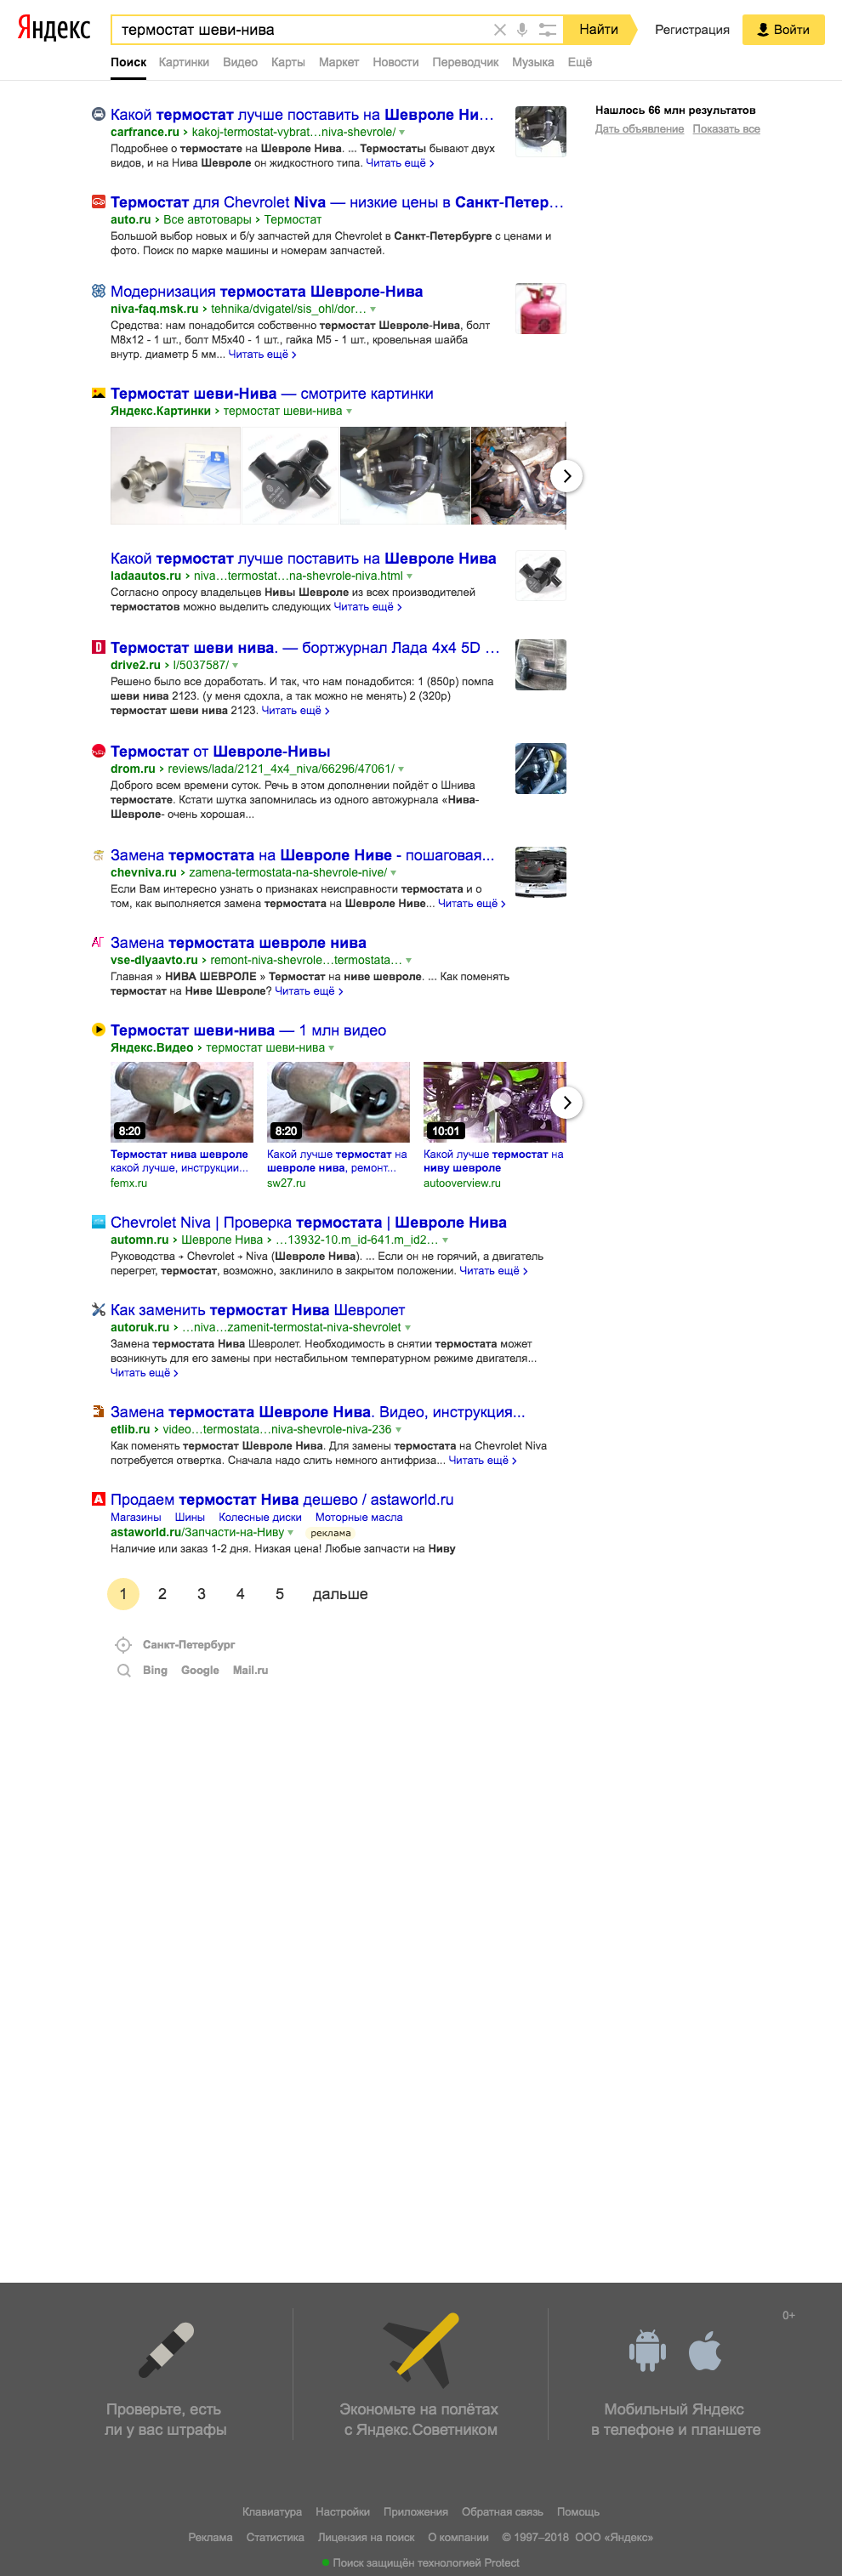 Яндекс
термостат шеви-нива
Найти
Регистрация
Войти
Поиск Картинки Видео Карты Маркет Новости Переводчик Музыка Ещё
Нашлось 66 млн результатов
Дать объявление Показать все
Какой термостат лучше поставить на Шевроле Ни...
carfrance.ru › kakoj-termostat-vybrat...niva-shevrole/
Подробнее о термостате на Шевроле Нива. ... Термостаты бывают двух
видов, и на Нива Шевроле он жидкостного типа. Читать ещё ›
Термостат для Chevrolet Niva — низкие цены в Санкт-Петер...
auto.ru › Все автотовары › Термостат
Большой выбор новых и б/у запчастей для Chevrolet в Санкт-Петербурге с ценами и
фото. Поиск по марке машины и номерам запчастей.
Модернизация термостата Шевроле-Нива
niva-faq.msk.ru › tehnika/dvigatel/sis_ohl/dor...
Средства: нам понадобится собственно термостат Шевроле-Нива, болт
М8х12 - 1 шт., болт М5х40 - 1 шт., гайка М5 - 1 шт., кровельная шайба
внутр. диаметр 5 мм... Читать ещё ›
Термостат шеви-Нива — смотрите картинки
Яндекс.Картинки › термостат шеви-нива
Какой термостат лучше поставить на Шевроле Нива
ladaautos.ru › niva...termostat...na-shevrole-niva.html
Согласно опросу владельцев Нивы Шевроле из всех производителей
термостатов можно выделить следующих Читать ещё ›
Термостат шеви нива. — бортжурнал Лада 4x4 5D ...
drive2.ru › l/5037587/
Решено было все доработать. И так, что нам понадобится: 1 (850р) помпа
шеви нива 2123. (у меня сдохла, а так можно не менять) 2 (320р)
термостат шеви нива 2123. Читать ещё ›
Термостат от Шевроле-Нивы
drom.ru › reviews/lada/2121_4x4_niva/66296/47061/
Доброго всем времени суток. Речь в этом дополнении пойдёт о Шнива
термостате. Кстати шутка запомнилась из одного автожурнала «Нива-
Шевроле- очень хорошая...
Замена термостата на Шевроле Ниве - пошаговая...
chevniva.ru › zamena-termostata-na-shevrole-nive/
Если Вам интересно узнать о признаках неисправности термостата и о
том, как выполняется замена термостата на Шевроле Ниве... Читать ещё ›
Замена термостата шевроле нива
vse-dlyaavto.ru › remont-niva-shevrole...termostata...
Главная » НИВА ШЕВРОЛЕ » Термостат на ниве шевроле. ... Как поменять
термостат на Ниве Шевроле? Читать ещё ›
Термостат шеви-нива — 1 млн видео
Яндекс.Видео › термостат шеви-нива
8:20 8:20 10:01
Термостат нива шевроле Какой лучше термостат на Какой лучше термостат на
какой лучше, инструкции... шевроле нива, ремонт... ниву шевроле
femx.ru sw27.ru autooverview.ru
Chevrolet Niva | Проверка термостата | Шевроле Нива
automn.ru › Шевроле Нива › ...13932-10.m_id-641.m_id2...
Руководства → Chevrolet → Niva (Шевроле Нива). ... Если он не горячий, а двигатель
перегрет, термостат, возможно, заклинило в закрытом положении. Читать ещё ›
Как заменить термостат Нива Шевролет
autoruk.ru › ...niva...zamenit-termostat-niva-shevrolet
Замена термостата Нива Шевролет. Необходимость в снятии термостата может
возникнуть для его замены при нестабильном температурном режиме двигателя...
Читать ещё ›
Замена термостата Шевроле Нива. Видео, инструкция...
etlib.ru › video...termostata...niva-shevrole-niva-236
Как поменять термостат Шевроле Нива. Для замены термостата на Chevrolet Niva
потребуется отвертка. Сначала надо слить немного антифриза... Читать ещё ›
Продаем термостат Нива дешево / astaworld.ru
Магазины Шины Колесные диски Моторные масла
astaworld.ru/Запчасти-на-Ниву реклама
Наличие или заказ 1-2 дня. Низкая цена! Любые запчасти на Ниву
1 2 3 4 5 дальше
Санкт-Петербург
Bing Google Mail.ru
0+
Проверьте, есть
ли у вас штрафы
Экономьте на полётах
с Яндекс.Советником
Мобильный Яндекс
в телефоне и планшете
Клавиатура Настройки Приложения Обратная связь Помощь
Реклама Статистика Лицензия на поиск О компании © 1997–2018 ООО «Яндекс»
Поиск защищён технологией Protect